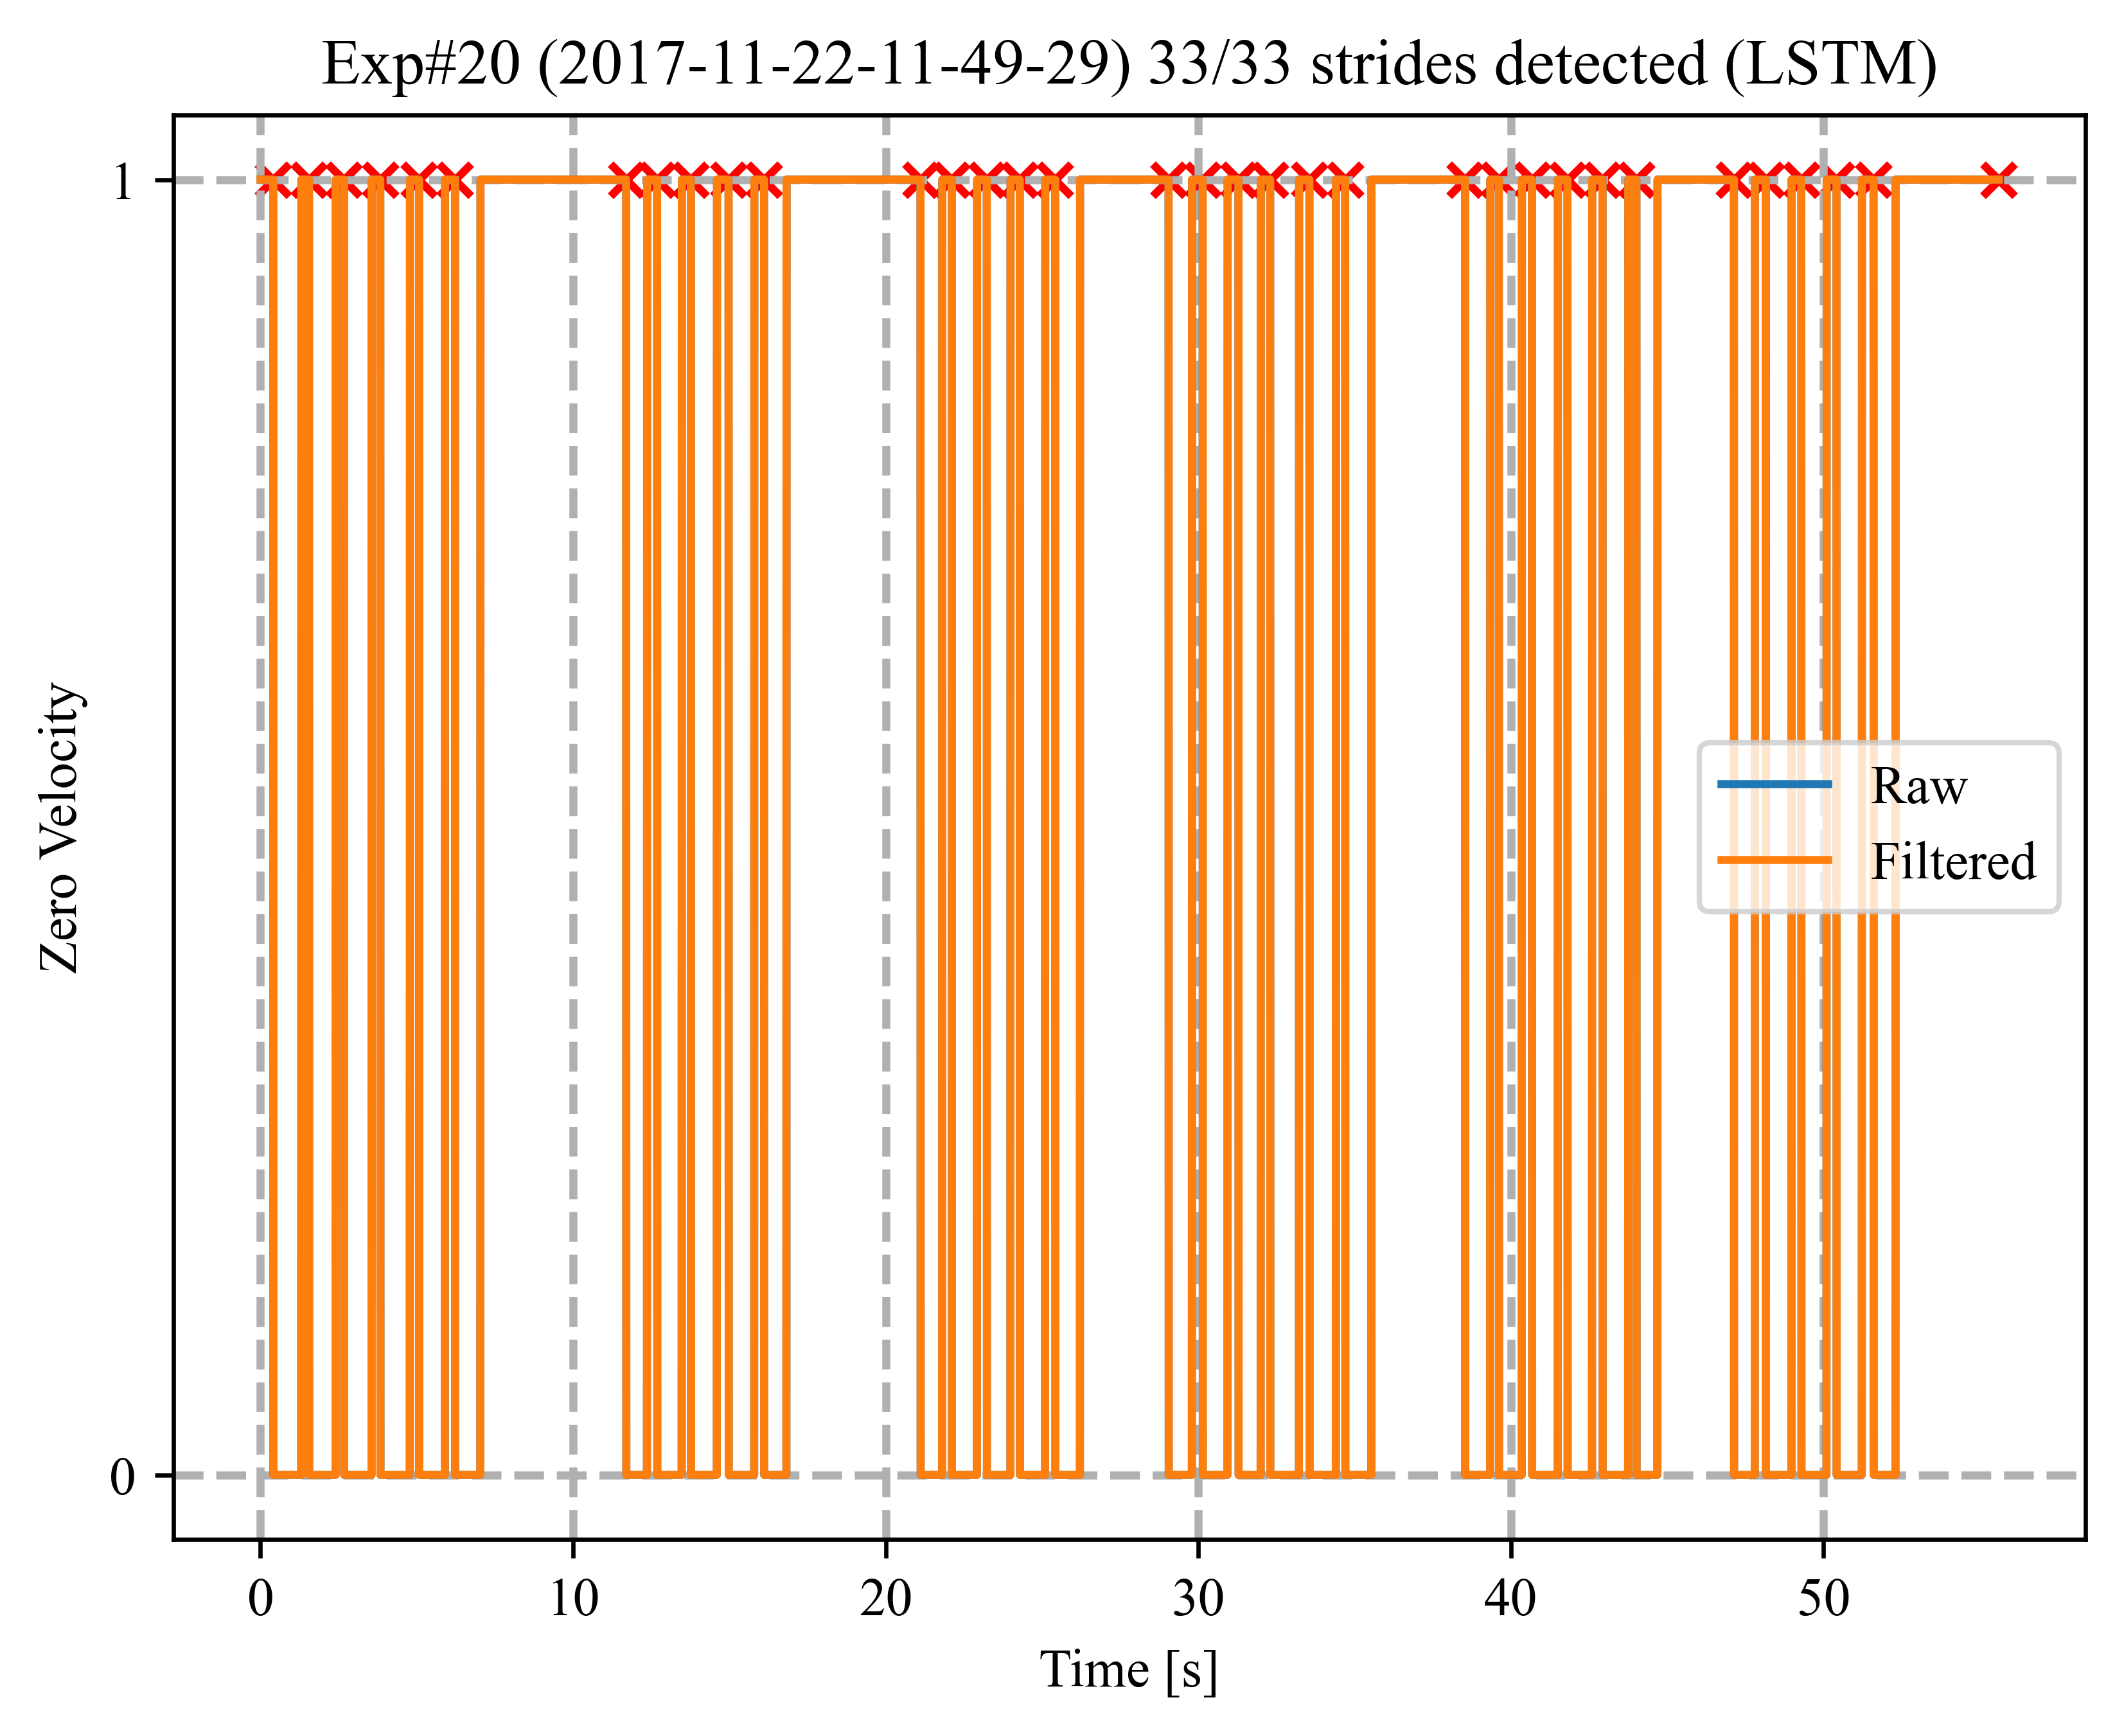 Exp#20 (2017-11-22-11-49-29) 33/33 strides detected (LSTM)
1
0
Zero Velocity
Raw
Filtered
0 10 20 30 40 50
Time [s]